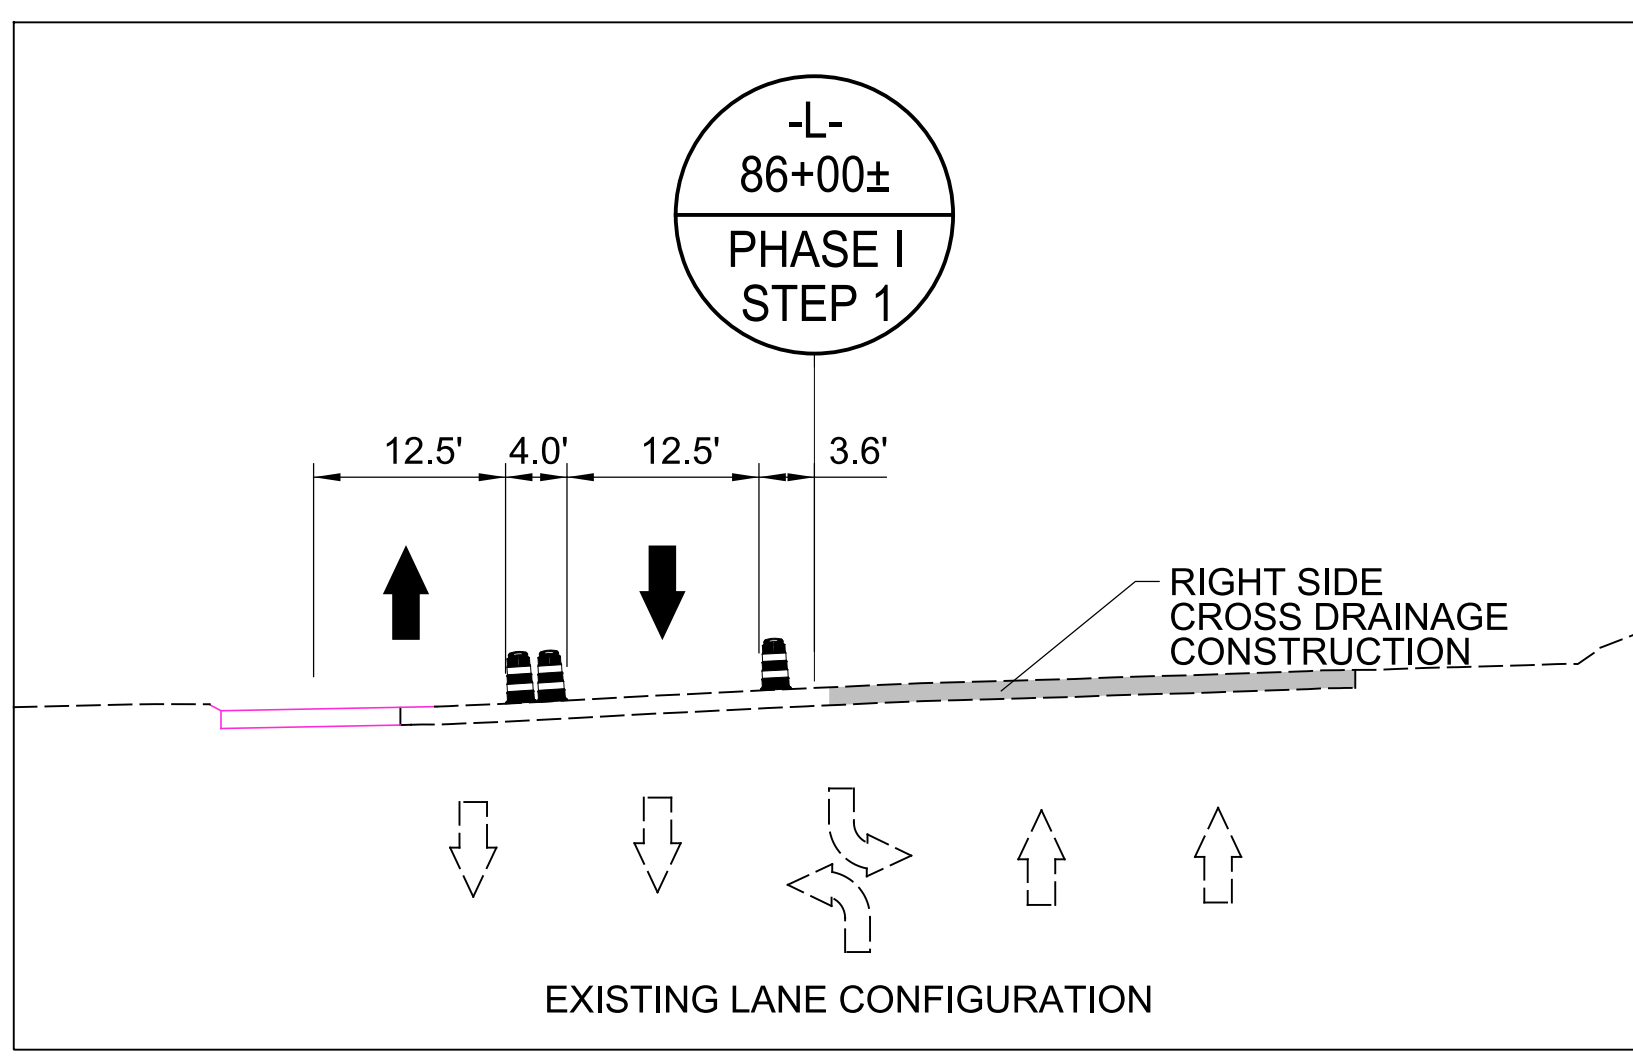 -L-
86+00±
PHASE I
STEP 1
12.5' 4.0' 12.5' 3.6'
RIGHT SIDE
CROSS DRAINAGE
CONSTRUCTION
EXISTING LANE CONFIGURATION